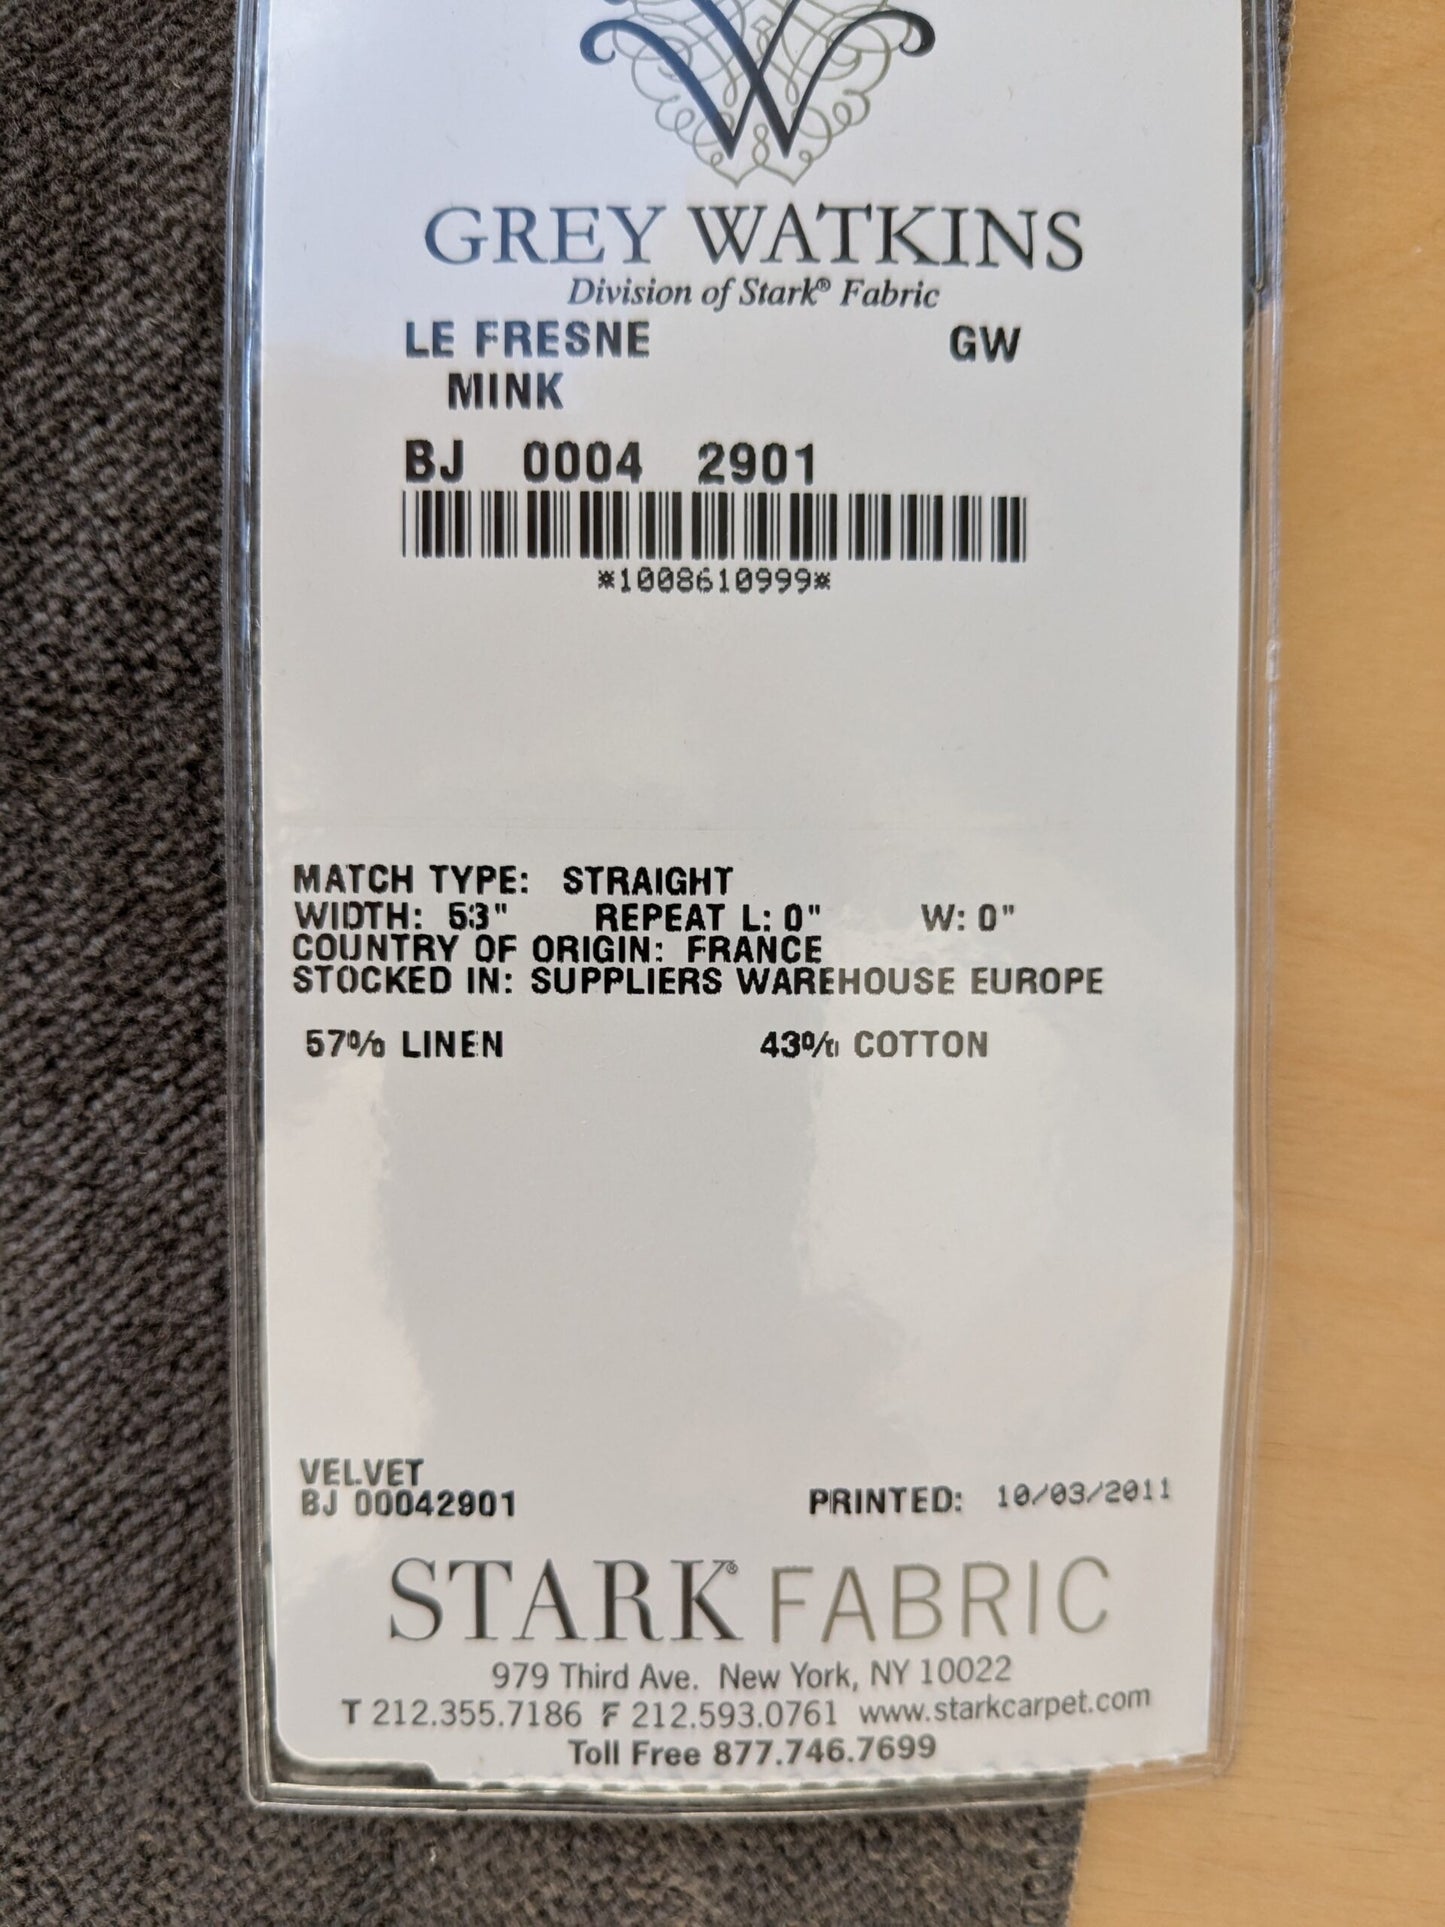 W
GREY WATKINS
Division of Stark® Fabric
LE FRESNE GW
MINK
BJ 0004 2901
*1008610999*
MATCH TYPE: STRAIGHT
WIDTH: 53" REPEAT L: 0" W: 0"
COUNTRY OF ORIGIN: FRANCE
STOCKED IN: SUPPLIERS WAREHOUSE EUROPE
57% LINEN 43% COTTON
VELVET
BJ 00042901 PRINTED: 10/03/2011
STARK® FABRIC
979 Third Ave. New York, NY 10022
T 212.355.7186 F 212.593.0761 www.starkcarpet.com
Toll Free 877.746.7699